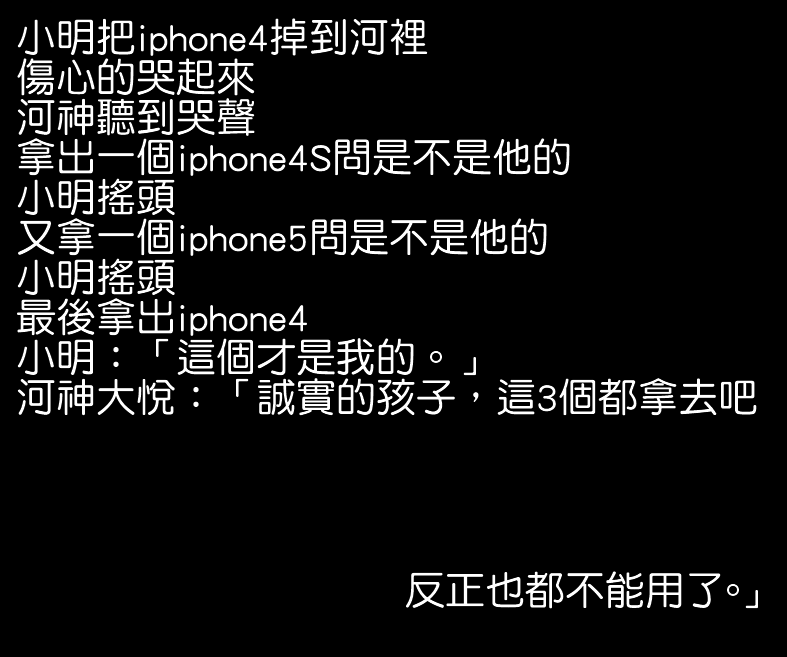 小明把iphone4掉到河裡
傷心的哭起來
河神聽到哭聲
拿出一個iphone4S問是不是他的
小明搖頭
又拿一個iphone5問是不是他的
小明搖頭
最後拿出iphone4
小明：「這個才是我的。」
河神大悅：「誠實的孩子，這3個都拿去吧
反正也都不能用了。」